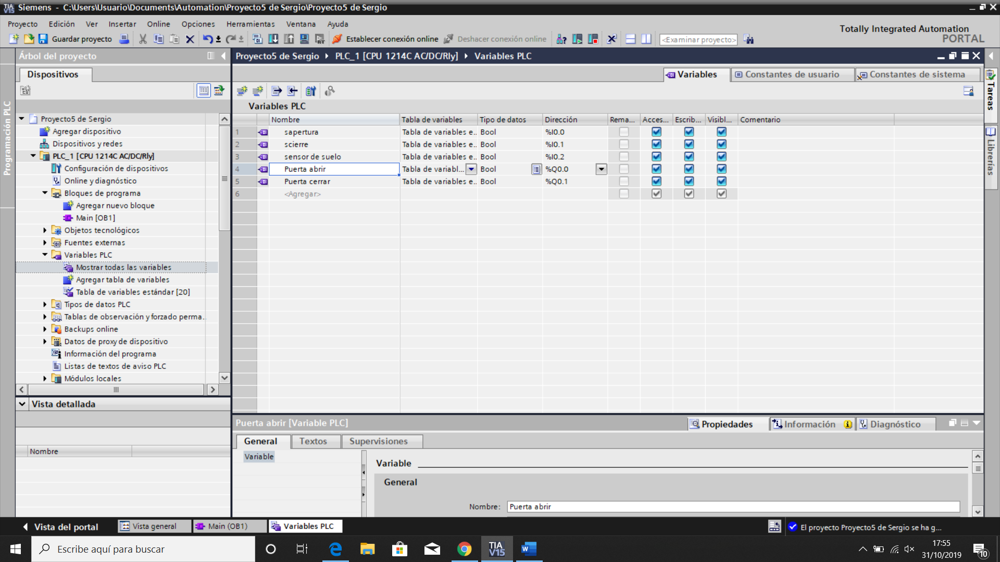 TIA V15 Siemens - C:\Users\Usuario\Documents\Automation\Proyecto5 de Sergio\Proyecto5 de Sergio
Proyecto Edición Ver Insertar Online Opciones Herramientas Ventana Ayuda
Totally Integrated Automation
PORTAL
Guardar proyecto Establecer conexión online Deshacer conexión online <Examinar proyecto>
Árbol del proyecto
Proyecto5 de Sergio PLC_1 [CPU 1214C AC/DC/Rly] Variables PLC
Dispositivos
Variables Constantes de usuario Constantes de sistema
Programación PLC
Tareas
Librerías
Proyecto5 de Sergio
Agregar dispositivo
Dispositivos y redes
PLC_1 [CPU 1214C AC/DC/Rly]
Configuración de dispositivos
Online y diagnóstico
Bloques de programa
Agregar nuevo bloque
Main [OB1]
Objetos tecnológicos
Fuentes externas
Variables PLC
Mostrar todas las variables
Agregar tabla de variables
Tabla de variables estándar [20]
Tipos de datos PLC
Tablas de observación y forzado perma..
Backups online
Datos de proxy de dispositivo
Información del programa
Listas de textos de aviso PLC
Módulos locales
Vista detallada
Nombre
Variables PLC
Nombre Tabla de variables Tipo de datos Dirección Rema... Acces... Escrib... Visibl... Comentario
1 sapertura Tabla de variables e.. Bool %I0.0
2 scierre Tabla de variables e.. Bool %I0.1
3 sensor de suelo Tabla de variables e.. Bool %I0.2
4 Puerta abrir Tabla de variabl... Bool %Q0.0
5 Puerta cerrar Tabla de variables e.. Bool %Q0.1
6 <Agregar>
Puerta abrir [Variable PLC]
Propiedades Información Diagnóstico
General Textos Supervisiones
Variable
Variable
General
Nombre: Puerta abrir
Vista del portal Vista general Main (OB1) Variables PLC
El proyecto Proyecto5 de Sergio se ha g...
Escribe aquí para buscar
TIA V15
17:55
31/10/2019
10